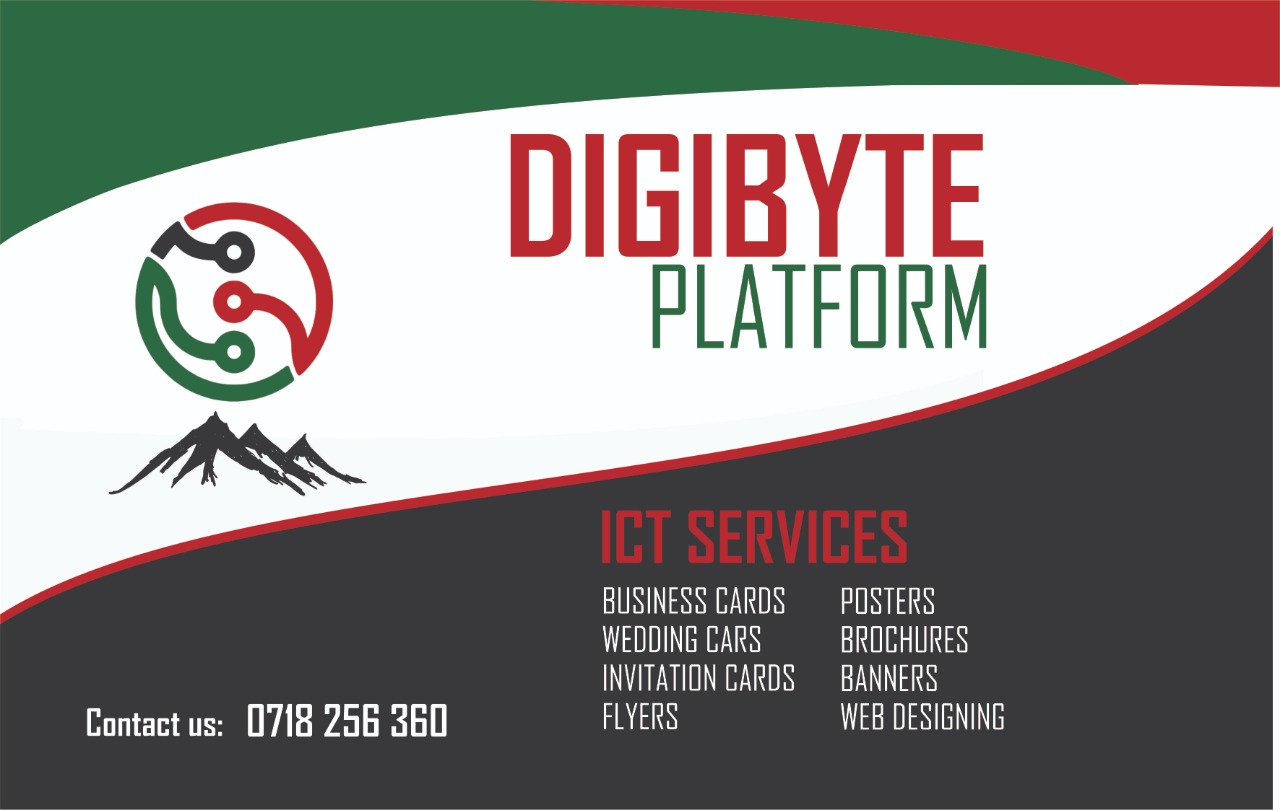 DIGIBYTE
PLATFORM
ICT SERVICES
BUSINESS CARDS
WEDDING CARS
INVITATION CARDS
FLYERS
POSTERS
BROCHURES
BANNERS
WEB DESIGNING
Contact us: 0718 256 360